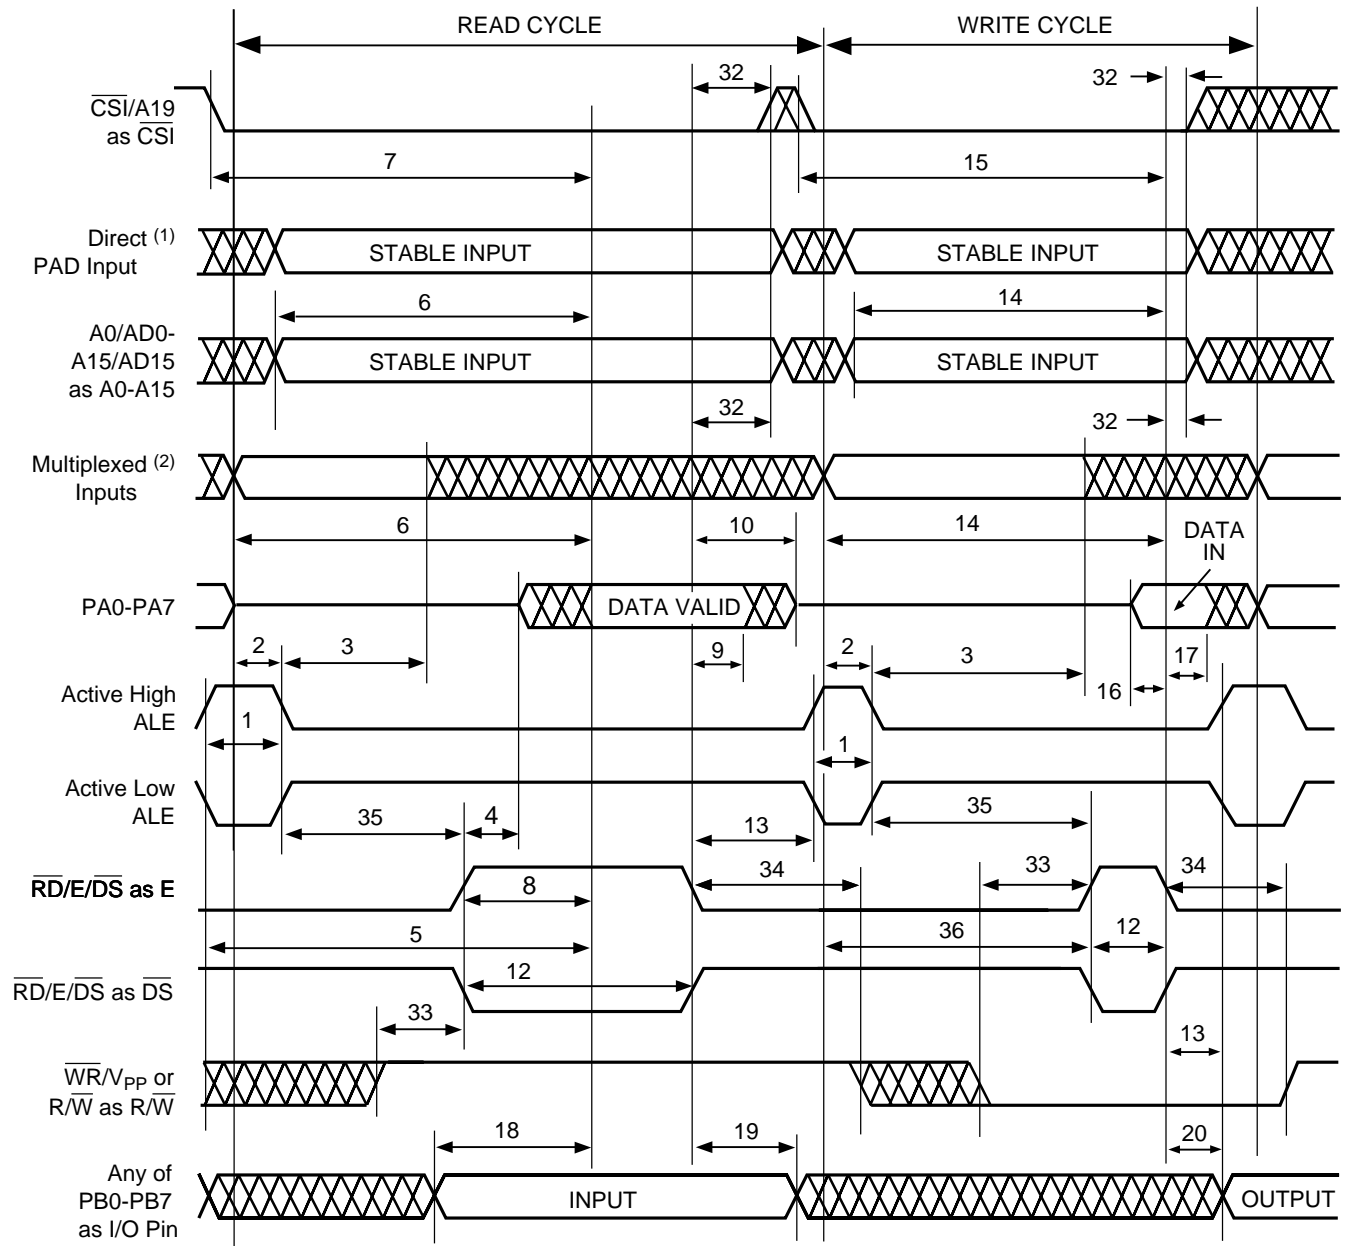 READ CYCLE WRITE CYCLE
32 32
CSI/A19
as CSI
7 15
Direct (1)
PAD Input
STABLE INPUT STABLE INPUT
6 14
A0/AD0-
A15/AD15
as A0-A15
STABLE INPUT STABLE INPUT
32 32
Multiplexed (2)
Inputs
6 10 14 DATA
IN
PA0-PA7 DATA VALID
2 3 9 2 3 16 17
Active High
ALE
1 1
Active Low
ALE
35 4 13 35
34 33 34
RD/E/DS as E
8
5 36 12
RD/E/DS as DS
12
33 13
WR/VPP or
R/W as R/W
18 19 20
Any of
PB0-PB7
as I/O Pin
INPUT OUTPUT